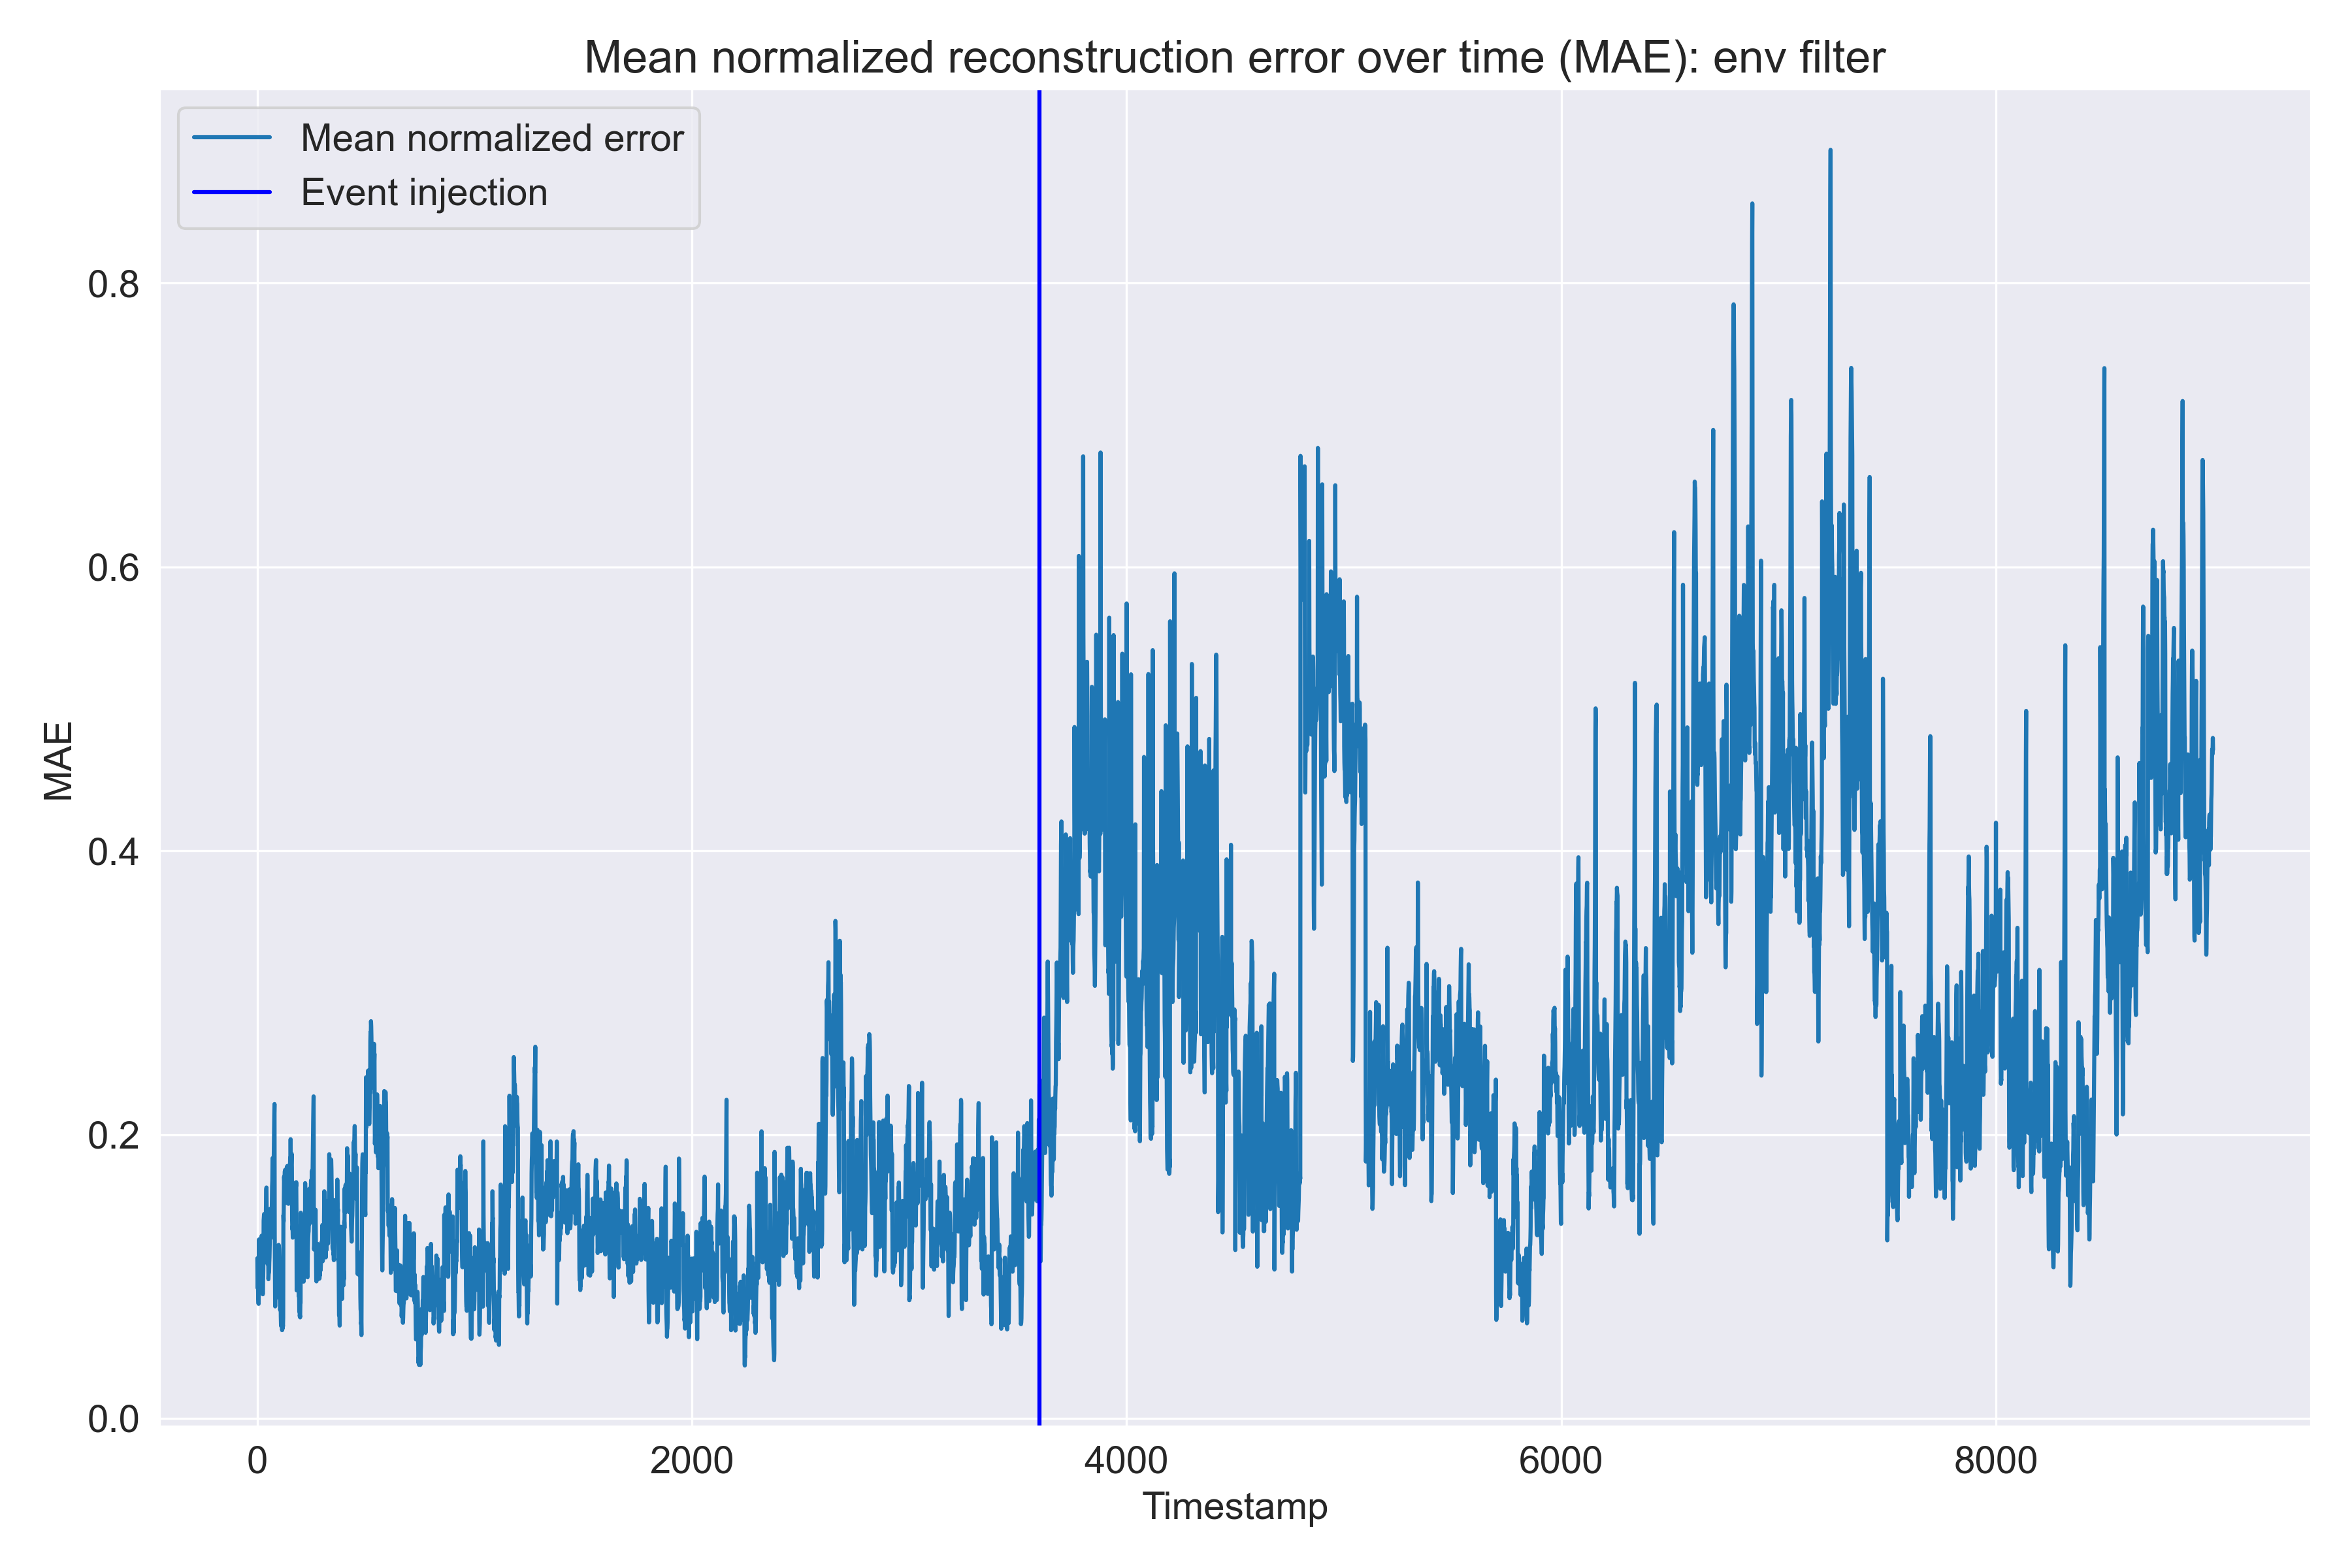 Mean normalized reconstruction error over time (MAE): env filter
Mean normalized error
Event injection
0.8
0.6
0.4
0.2
0.0
MAE
0 2000 4000 6000 8000
Timestamp